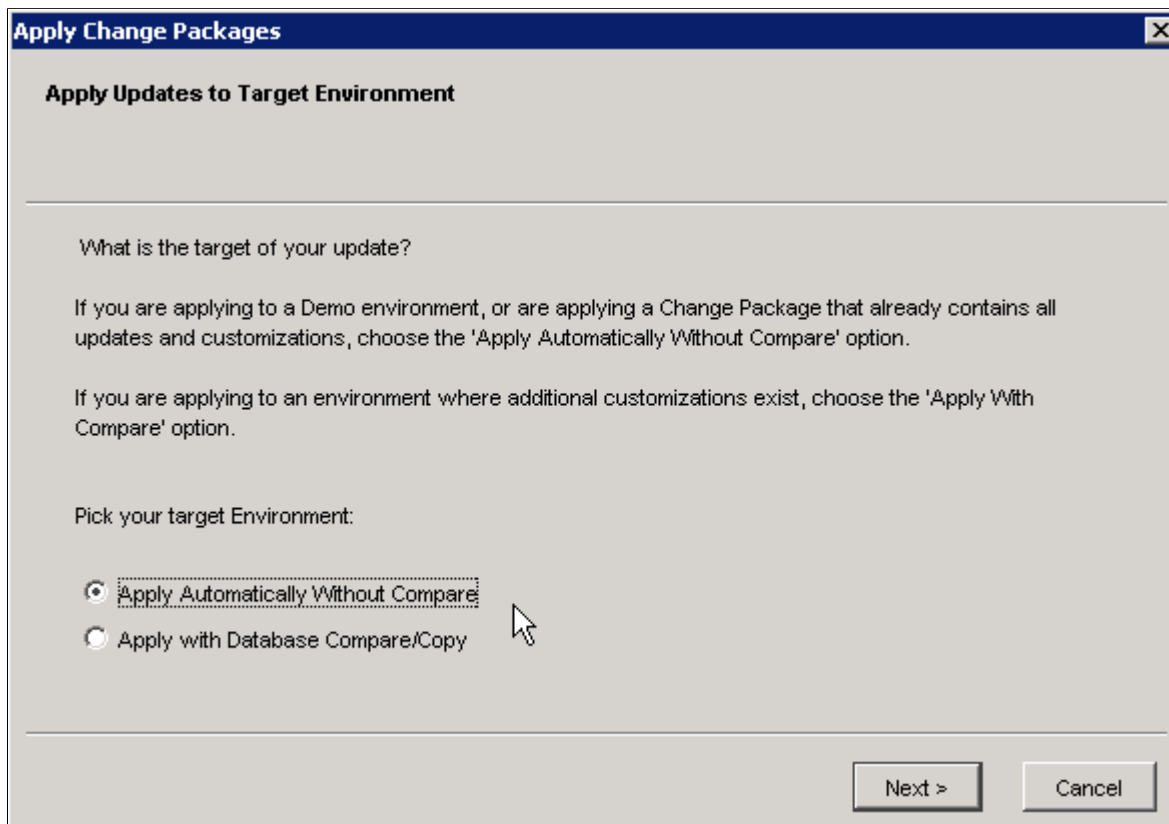 Apply Change Packages
Apply Updates to Target Environment
What is the target of your update?
If you are applying to a Demo environment, or are applying a Change Package that already contains all
updates and customizations, choose the 'Apply Automatically Without Compare' option.
If you are applying to an environment where additional customizations exist, choose the 'Apply With
Compare' option.
Pick your target Environment:
Apply Automatically Without Compare
Apply with Database Compare/Copy
Next >
Cancel